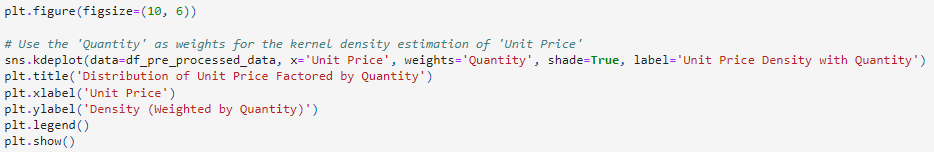 plt.figure(figsize=(10, 6))
# Use the 'Quantity' as weights for the kernel density estimation of 'Unit Price'
sns.kdeplot(data=df_pre_processed_data, x='Unit Price', weights='Quantity', shade=True, label='Unit Price Density with Quantity')
plt.title('Distribution of Unit Price Factored by Quantity')
plt.xlabel('Unit Price')
plt.ylabel('Density (Weighted by Quantity)')
plt.legend()
plt.show()